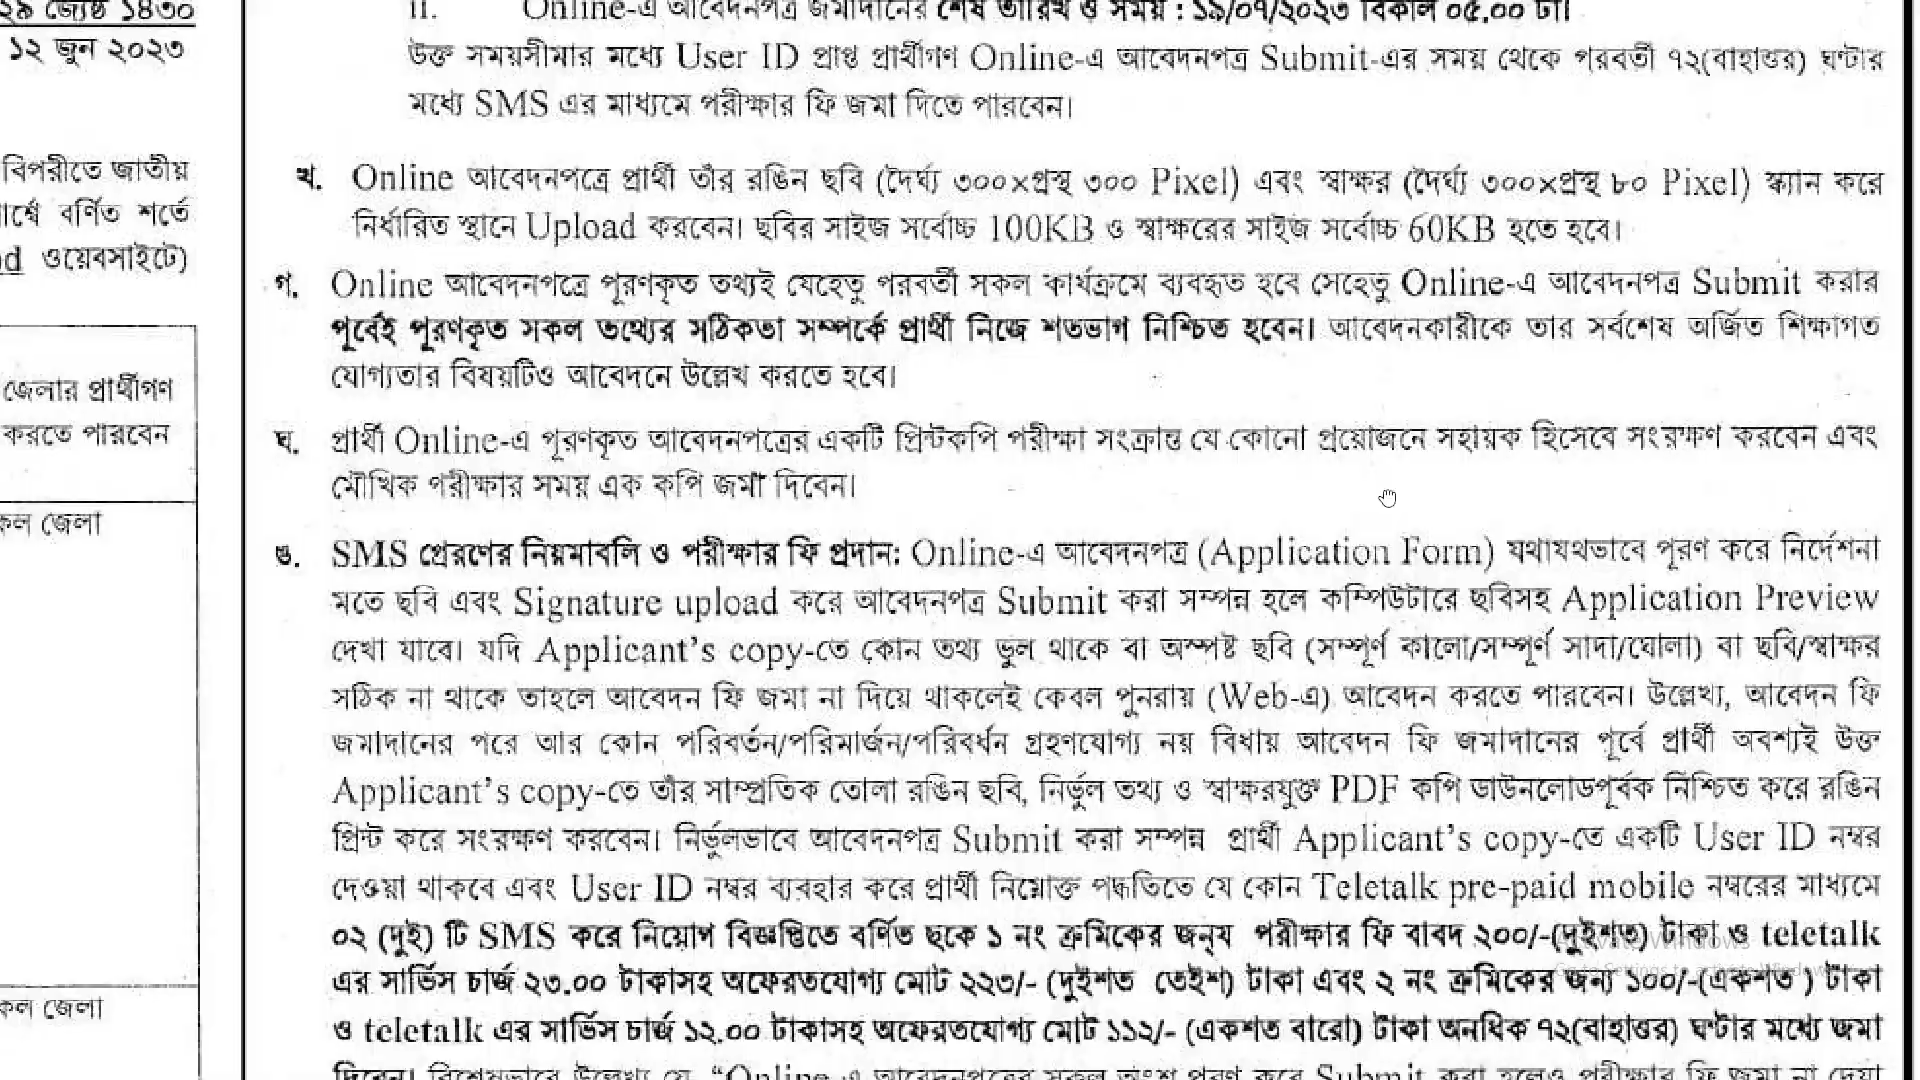 ২৯ জ্যৈষ্ঠ ১৪৩০
১২ জুন ২০২৩
বিপরীতে জাতীয়
বর্ণিত শর্তে
ওয়েবসাইটে)
জেলার প্রার্থীগণ
করতে পারবেন
জেলা
জেলা
ii. Online-এ আবেদনপত্র জমাদানের শেষ তারিখ ও সময় : ১৯/০৭/২০২৩ বিকাল ০৫.০০ টা।
উক্ত সময়সীমার মধ্যে User ID প্রাপ্ত প্রার্থীগণ Online-এ আবেদনপত্র Submit-এর সময় থেকে পরবর্তী ৭২(বাহাত্তর) ঘন্টার
মধ্যে SMS এর মাধ্যমে পরীক্ষার ফি জমা দিতে পারবেন।
খ. Online আবেদনপত্রে প্রার্থী তাঁর রঙিন ছবি (দৈর্ঘ্য ৩০০×প্রস্থ ৩০০ Pixel) এবং স্বাক্ষর (দৈর্ঘ্য ৩০০×প্রস্থ ৮০ Pixel) স্ক্যান করে
নির্ধারিত স্থানে Upload করবেন। ছবির সাইজ সর্বোচ্চ 100KB ও স্বাক্ষরের সাইজ সর্বোচ্চ 60KB হতে হবে।
গ. Online আবেদনপত্রে পূরণকৃত তথ্যই যেহেতু পরবর্তী সকল কার্যক্রমে ব্যবহৃত হবে সেহেতু Online-এ আবেদনপত্র Submit করার
পূর্বেই পূরণকৃত সকল তথ্যের সঠিকতা সম্পর্কে প্রার্থী নিজে শতভাগ নিশ্চিত হবেন। আবেদনকারীকে তার সর্বশেষ অর্জিত শিক্ষাগত
যোগ্যতার বিষয়টিও আবেদনে উল্লেখ করতে হবে।
ঘ. প্রার্থী Online-এ পূরণকৃত আবেদনপত্রের একটি প্রিন্টকপি পরীক্ষা সংক্রান্ত যে কোনো প্রয়োজনে সহায়ক হিসেবে সংরক্ষণ করবেন এবং
মৌখিক পরীক্ষার সময় এক কপি জমা দিবেন।
ঙ. SMS প্রেরণের নিয়মাবলি ও পরীক্ষার ফি প্রদান: Online-এ আবেদনপত্র (Application Form) যথাযথভাবে পূরণ করে নির্দেশনা
মতে ছবি এবং Signature upload করে আবেদনপত্র Submit করা সম্পন্ন হলে কম্পিউটারে ছবিসহ Application Preview
দেখা যাবে। যদি Applicant's copy-তে কোন তথ্য ভুল থাকে বা অস্পষ্ট ছবি (সম্পূর্ণ কালো/সম্পূর্ণ সাদা/ঘোলা) বা ছবি/স্বাক্ষর
সঠিক না থাকে তাহলে আবেদন ফি জমা না দিয়ে থাকলেই কেবল পুনরায় (Web-এ) আবেদন করতে পারবেন। উল্লেখ্য, আবেদন ফি
জমাদানের পরে আর কোন পরিবর্তন/পরিমার্জন/পরিবর্ধন গ্রহণযোগ্য নয় বিধায় আবেদন ফি জমাদানের পূর্বে প্রার্থী অবশ্যই উক্ত
Applicant's copy-তে তাঁর সাম্প্রতিক তোলা রঙিন ছবি, নির্ভুল তথ্য ও স্বাক্ষরযুক্ত PDF কপি ডাউনলোডপূর্বক নিশ্চিত করে রঙিন
প্রিন্ট করে সংরক্ষণ করবেন। নির্ভুলভাবে আবেদনপত্র Submit করা সম্পন্ন প্রার্থী Applicant's copy-তে একটি User ID নম্বর
দেওয়া থাকবে এবং User ID নম্বর ব্যবহার করে প্রার্থী নিম্নোক্ত পদ্ধতিতে যে কোন Teletalk pre-paid mobile নম্বরের মাধ্যমে
০২ (দুই) টি SMS করে নিয়োগ বিজ্ঞপ্তিতে বর্ণিত ছকে ১ নং ক্রমিকের জন্য পরীক্ষার ফি বাবদ ২০০/-(দুইশত) টাকা ও teletalk
এর সার্ভিস চার্জ ২৩.০০ টাকাসহ অফেরতযোগ্য মোট ২২৩/- (দুইশত তেইশ) টাকা এবং ২ নং ক্রমিকের জন্য ১০০/-(একশত ) টাকা
ও teletalk এর সার্ভিস চার্জ ১২.০০ টাকাসহ অফেরতযোগ্য মোট ১১২/- (একশত বারো) টাকা অনধিক ৭২(বাহাত্তর) ঘন্টার মধ্যে জমা
দিবেন। বিশেষভাবে উল্লেখ্য যে, "Online-এ আবেদনপত্রের সকল অংশ পূরণ করে Submit করা হলেও পরীক্ষার ফি জমা না দেয়া